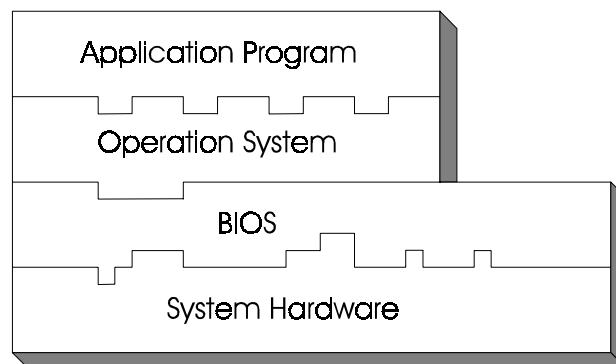 Application Program
Operation System
BIOS
System Hardware